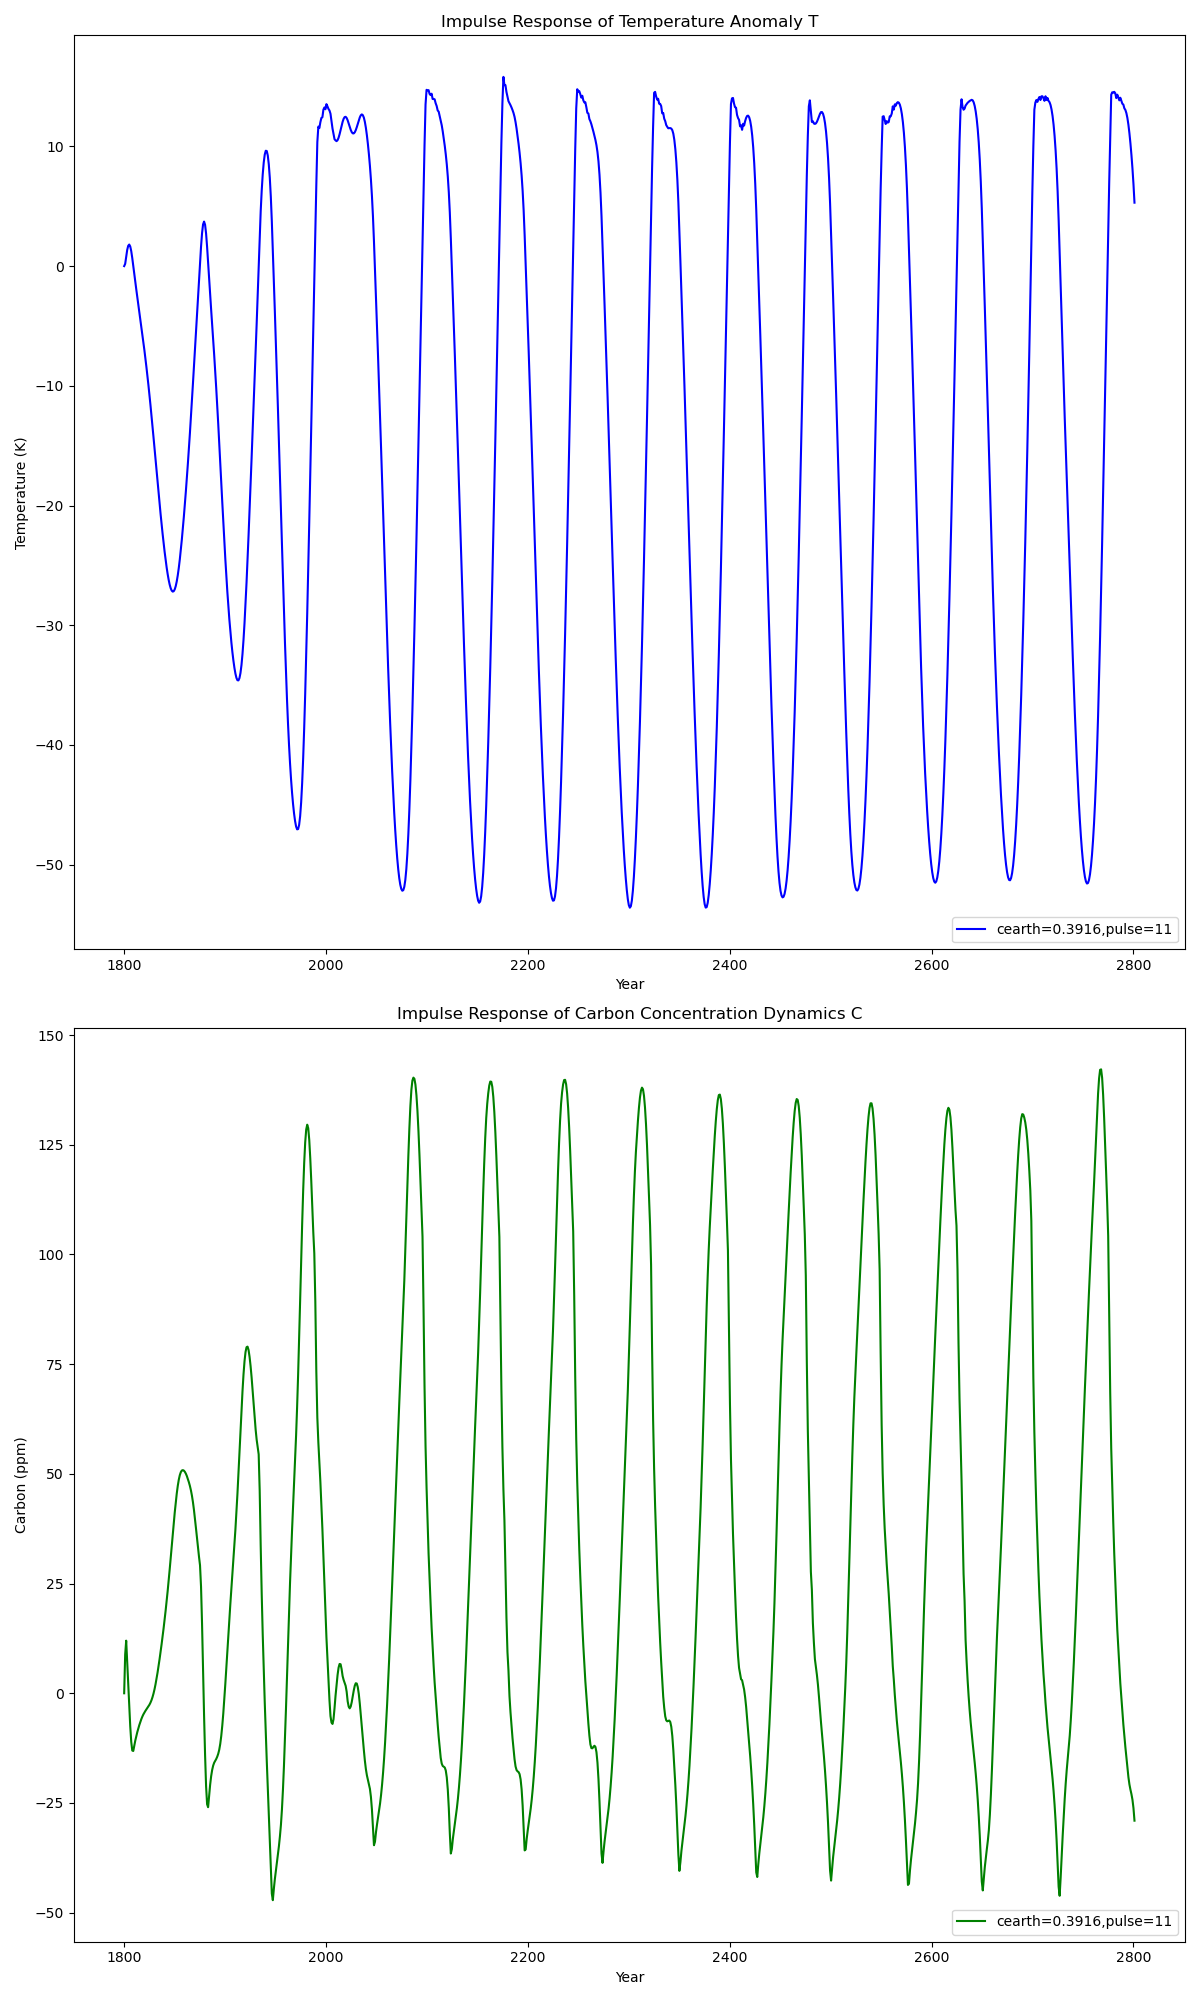 Impulse Response of Temperature Anomaly T
Temperature (K)
10
0
−10
−20
−30
−40
−50
cearth=0.3916,pulse=11
1800 2000 2200 2400 2600 2800
Year
Impulse Response of Carbon Concentration Dynamics C
Carbon (ppm)
150
125
100
75
50
25
0
−25
−50
cearth=0.3916,pulse=11
1800 2000 2200 2400 2600 2800
Year